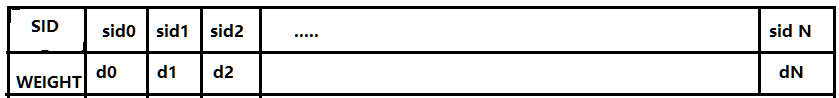 SID sid0 sid1 sid2 ..... sid N
WEIGHT d0 d1 d2 dN